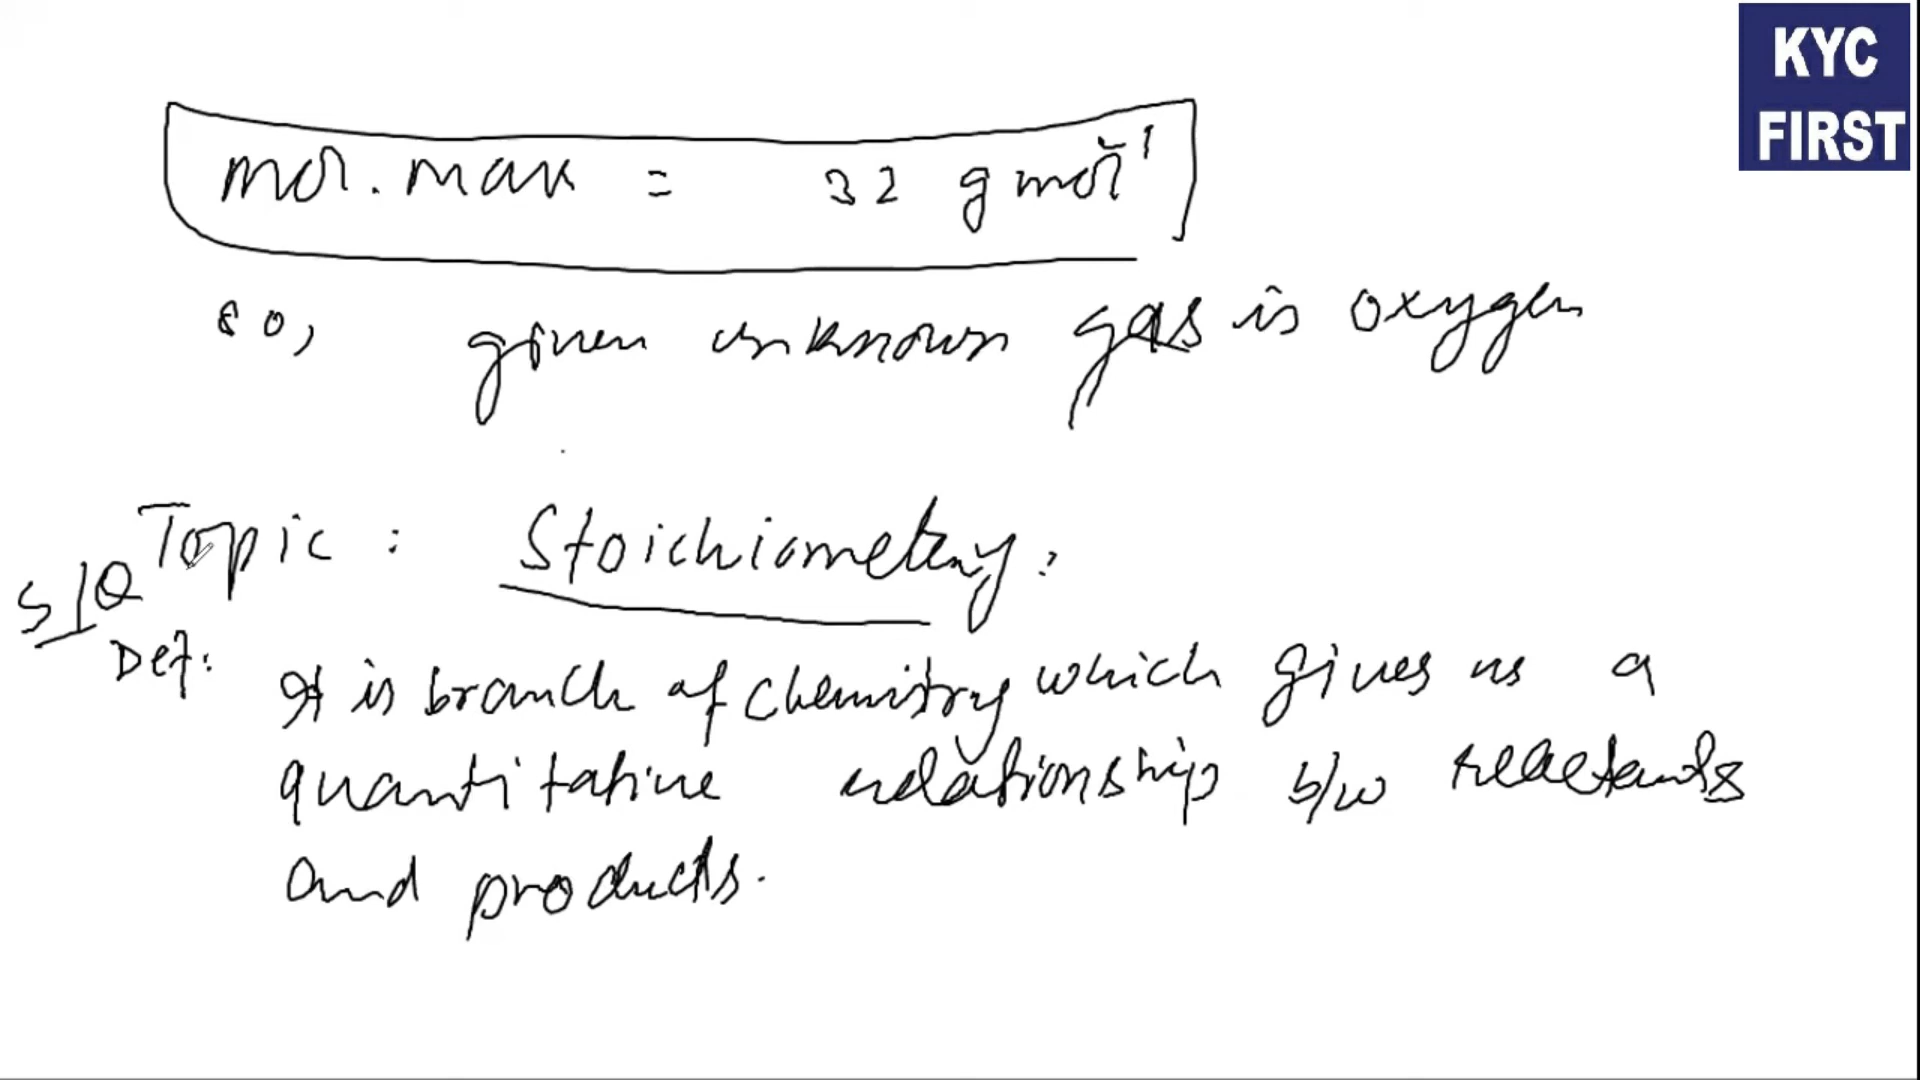 KYC
FIRST
mol. mass = 32 g mol⁻¹
so, given unknown gas is oxygen
Topic : Stoichiometry :
S/Q
Def: It is branch of chemistry which gives us a
quantitative relationship b/w reactants
and products.